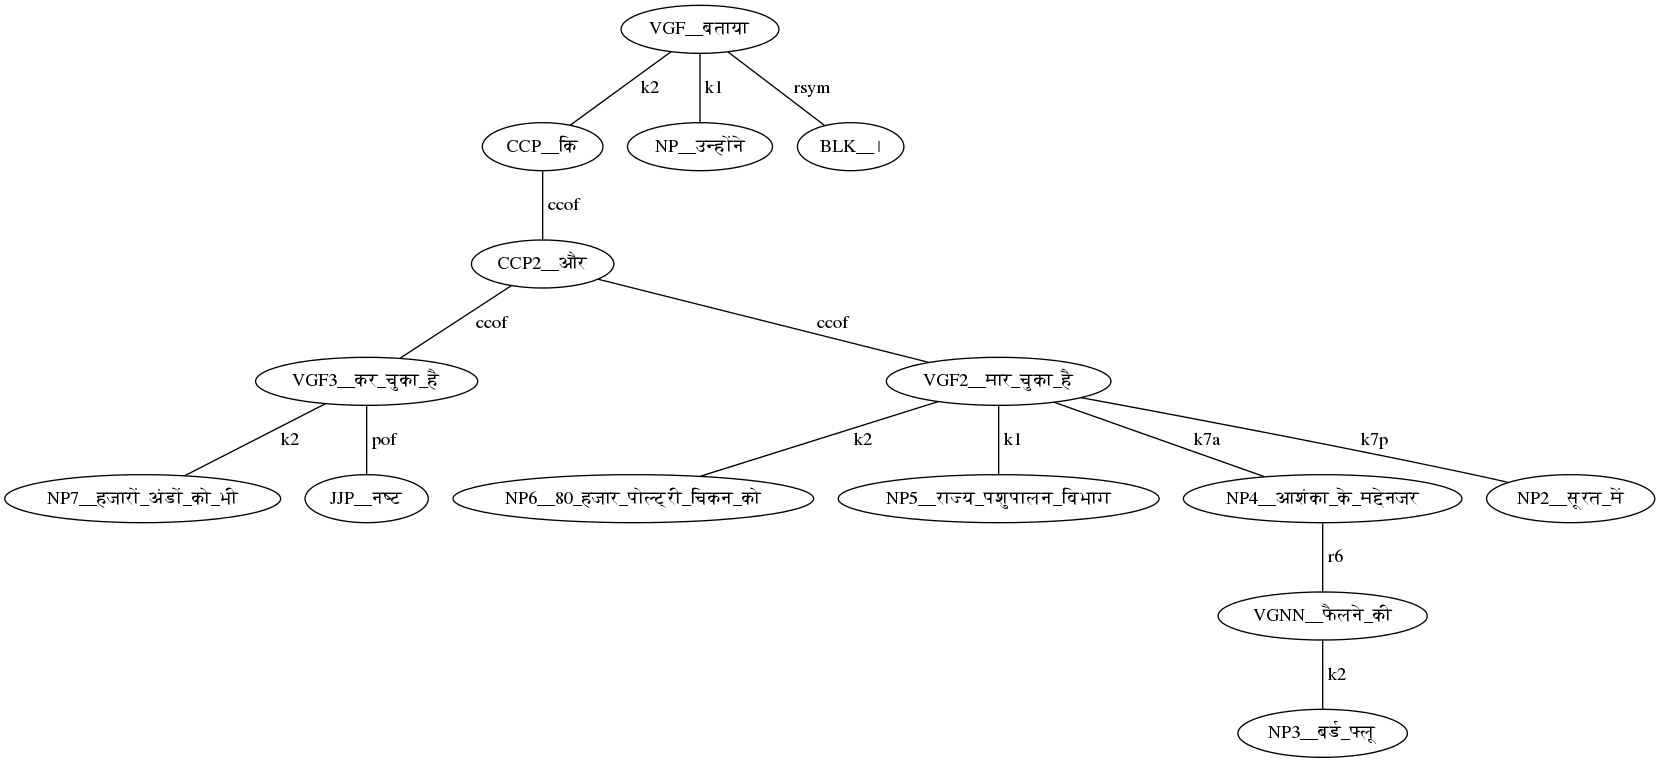 VGF__बताया
k2 k1 rsym
CCP__कि NP__उन्होंने BLK__।
ccof
CCP2__और
ccof ccof
VGF3__कर_चुका_है VGF2__मार_चुका_है
k2 pof k2 k1 k7a k7p
NP7__हजारों_अंडों_को_भी JJP__नष्ट NP6__80_हजार_पोल्ट्री_चिकन_को NP5__राज्य_पशुपालन_विभाग NP4__आशंका_के_मद्देनजर NP2__सूरत_में
r6
VGNN__फैलने_की
k2
NP3__बर्ड_फ्लू